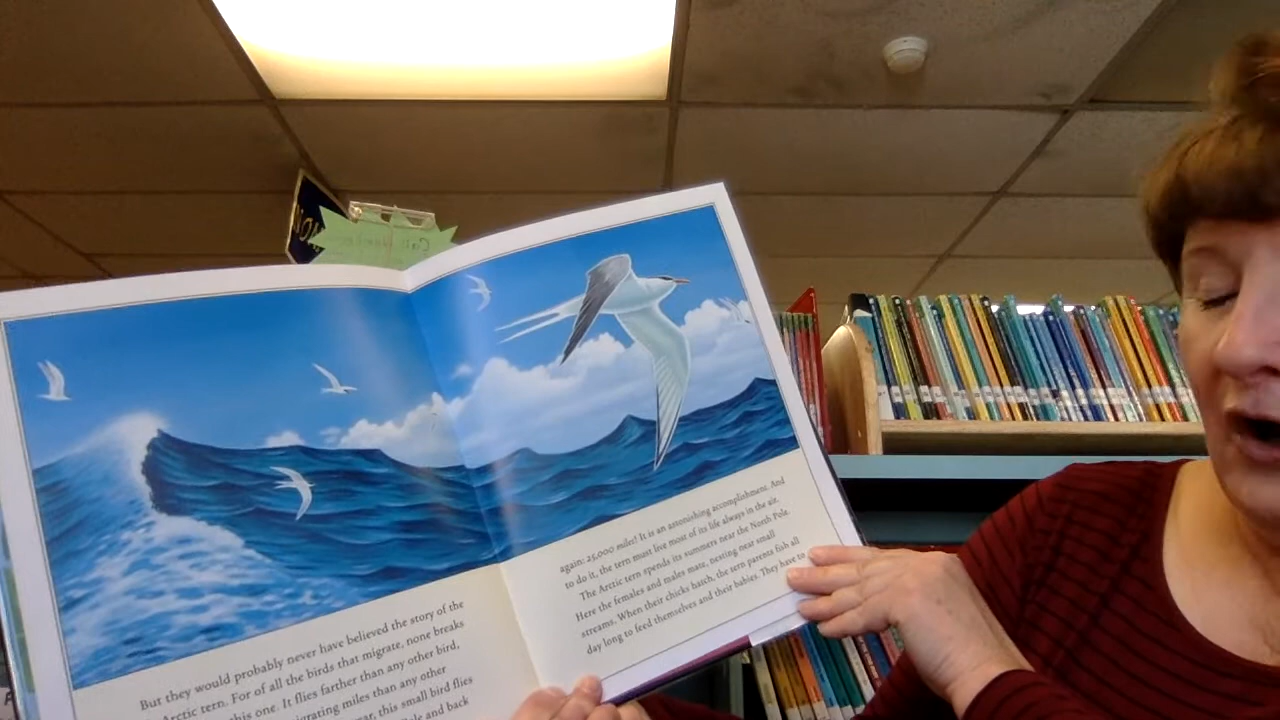 But they would probably never have believed the story of the
Arctic tern. For of all the birds that migrate, none breaks
this one. It flies farther than any other bird,
migrating miles than any other
year, this small bird flies
and back
again: 25,000 miles! It is an astonishing accomplishment. And
to do it, the tern must live most of its life always in the air.
The Arctic tern spends its summers near the North Pole.
Here the females and males mate, nesting near small
streams. When their chicks hatch, the tern parents fish all
day long to feed themselves and their babies. They have to